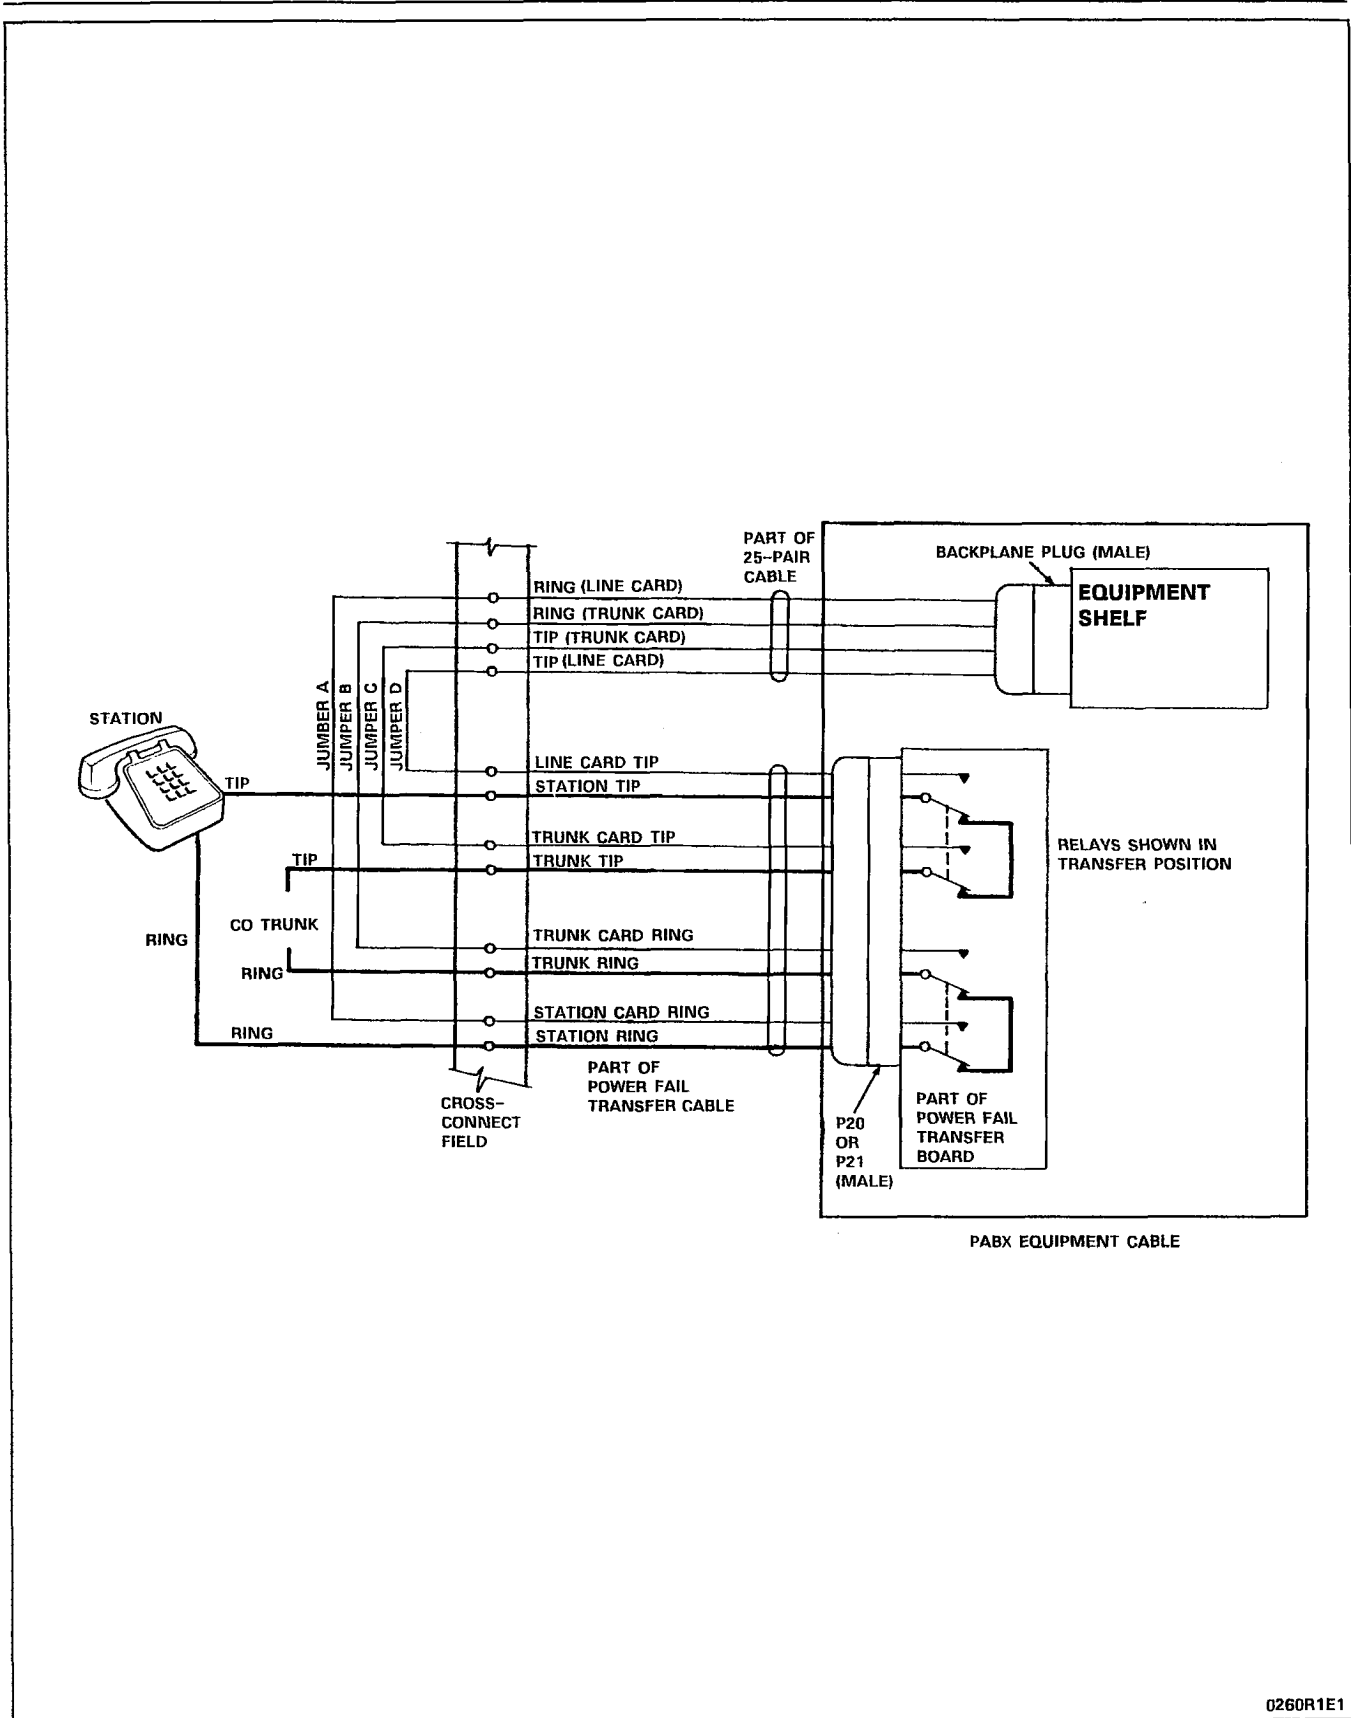 PART OF
25-PAIR
CABLE
BACKPLANE PLUG (MALE)
EQUIPMENT
SHELF
RING (LINE CARD)
RING (TRUNK CARD)
TIP (TRUNK CARD)
TIP (LINE CARD)
JUMBER A
JUMPER B
JUMPER C
JUMPER D
STATION
TIP
LINE CARD TIP
STATION TIP
TRUNK CARD TIP
TIP
TRUNK TIP
RELAYS SHOWN IN
TRANSFER POSITION
CO TRUNK
RING
TRUNK CARD RING
RING
TRUNK RING
STATION CARD RING
RING
STATION RING
PART OF
POWER FAIL
TRANSFER CABLE
CROSS-
CONNECT
FIELD
P20
OR
P21
(MALE)
PART OF
POWER FAIL
TRANSFER
BOARD
PABX EQUIPMENT CABLE
0260R1E1